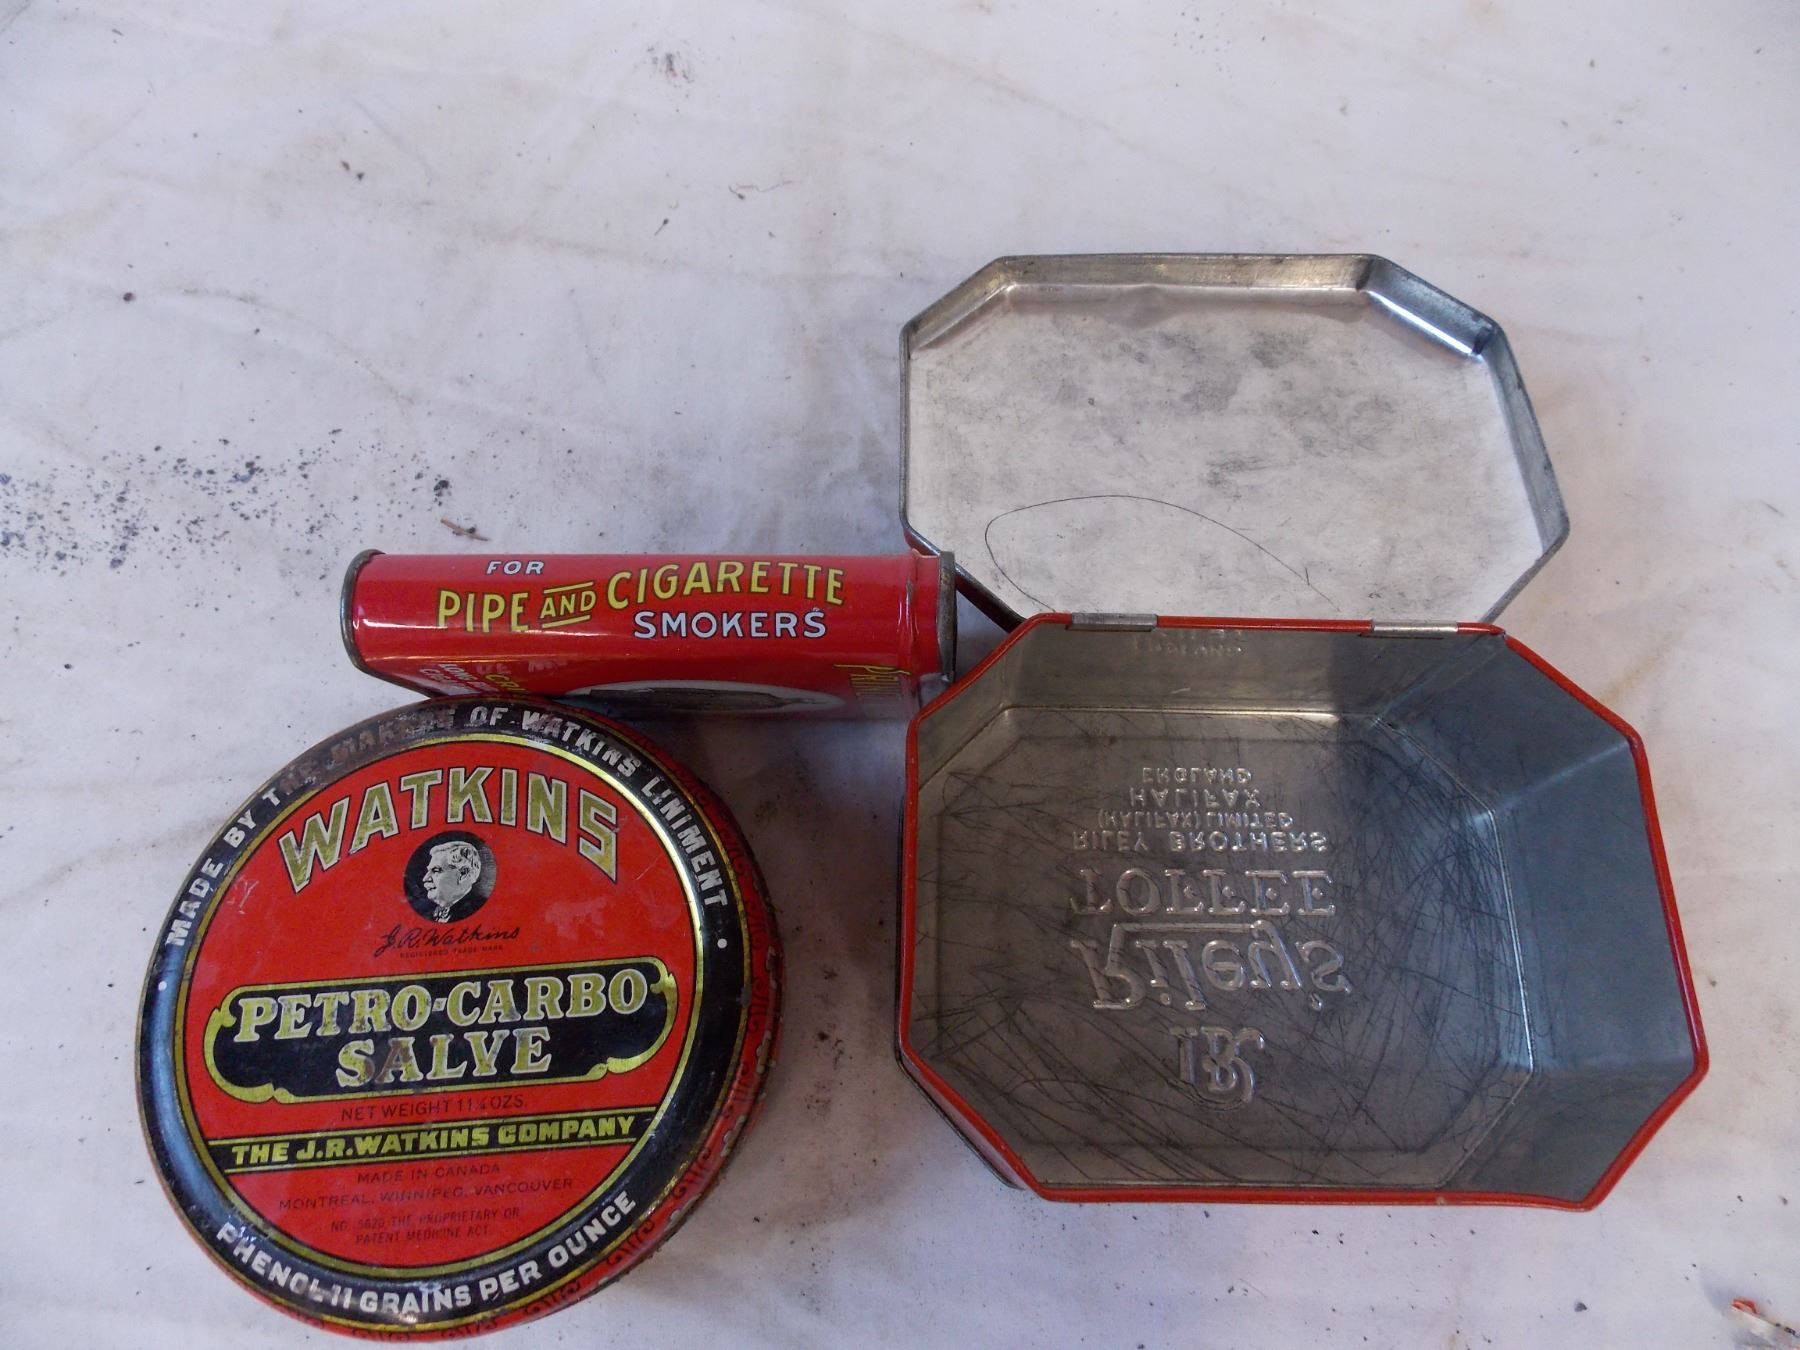 FOR
PIPE AND CIGARETTE
SMOKERS
MADE BY THE MAKERS OF WATKINS LINIMENT
WATKINS
J.R. Watkins
REGISTERED TRADE MARK
PETRO-CARBO
SALVE
NET WEIGHT 11¼ OZS.
THE J.R. WATKINS COMPANY
MADE IN CANADA
MONTREAL, WINNIPEG, VANCOUVER
NO. 5620 THE PROPRIETARY OR
PATENT MEDICINE ACT.
PHENOL 11 GRAINS PER OUNCE
ENGLAND
ENGLAND
HALIFAX
(HALIFAX) LIMITED
RILEY BROTHERS
TOFFEE
Riley's